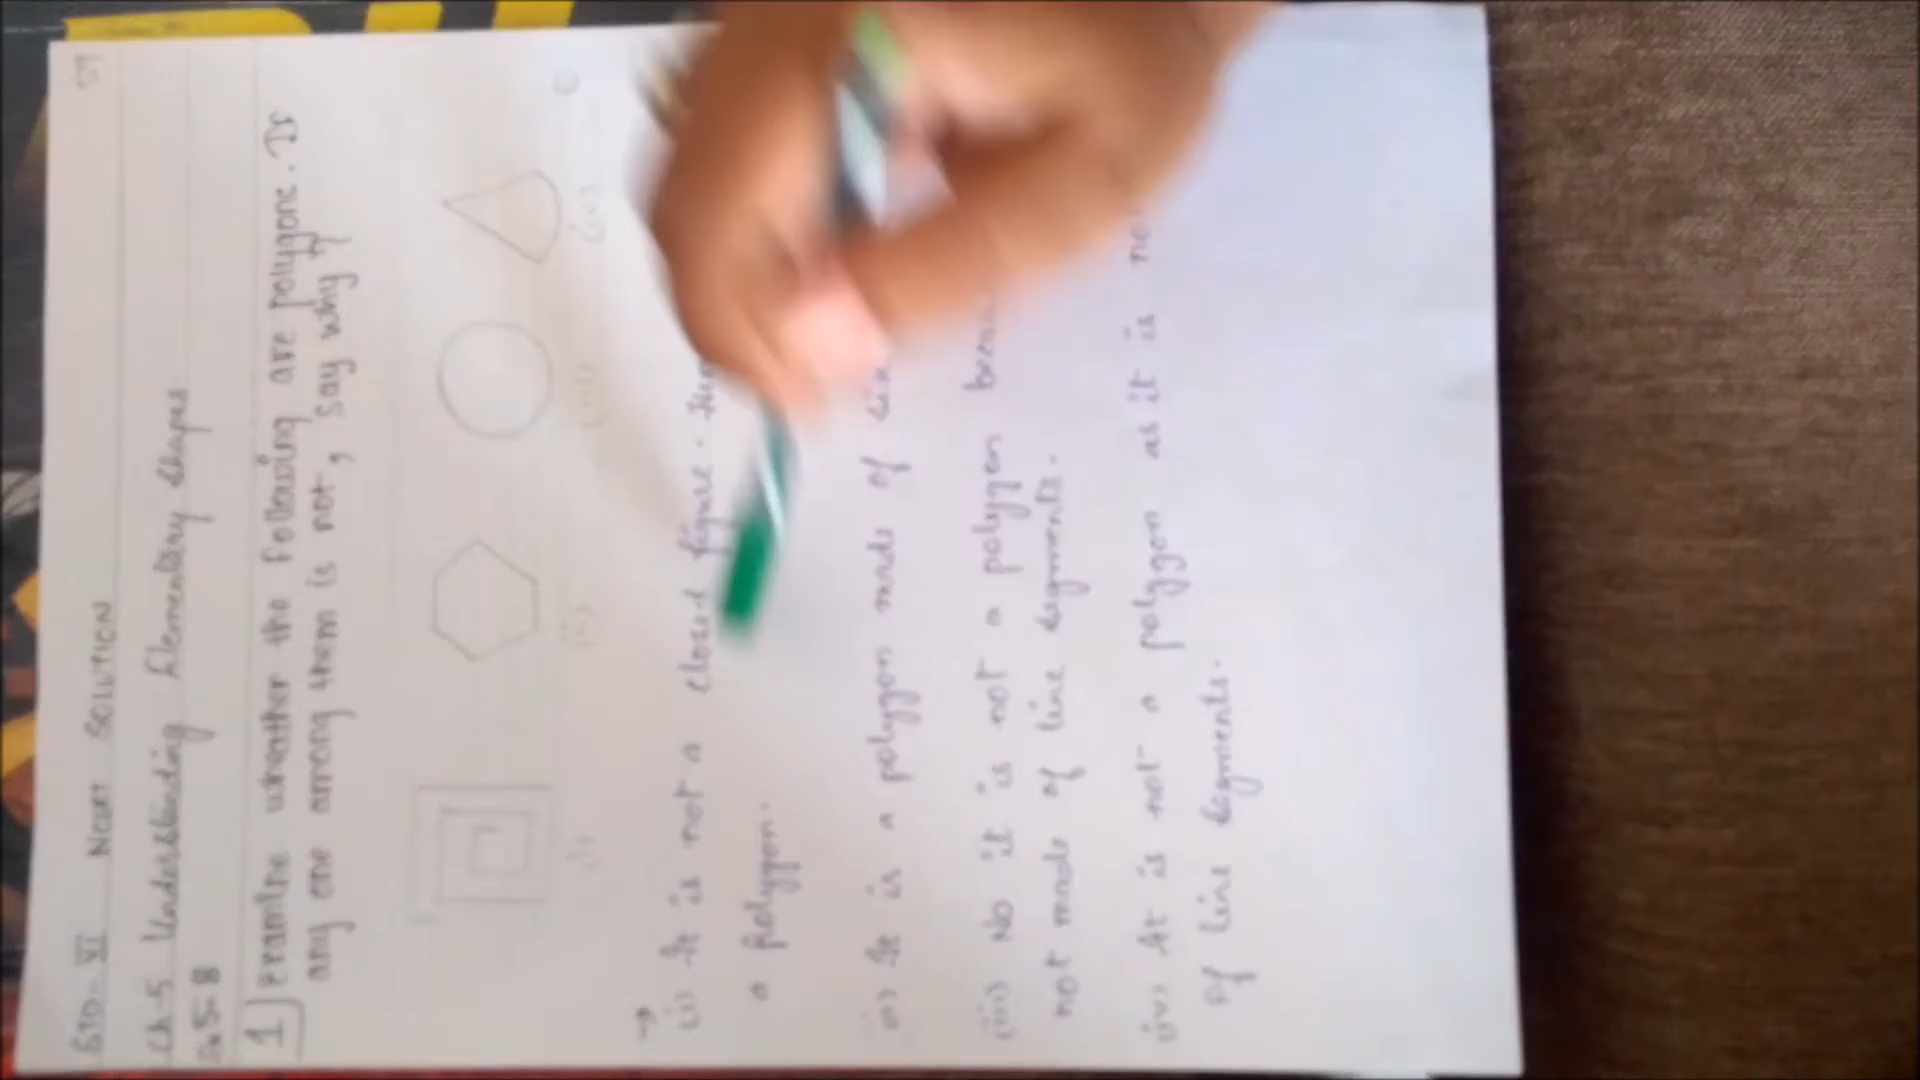 STD- VI NCERT SOLUTION
Ch-5 Understanding Elementary Shapes
Ex 5.8
1] Examine wheather the following are polygons. If
any one among them is not, say why?
(ii)
(iii)
(iv)
→ (i) It is not a closed figure.
a polygon.
(ii) It is a polygon made of six
(iii) No it is not a polygon
not made of line segments.
(iv) It is not a polygon as it is
of line segments.